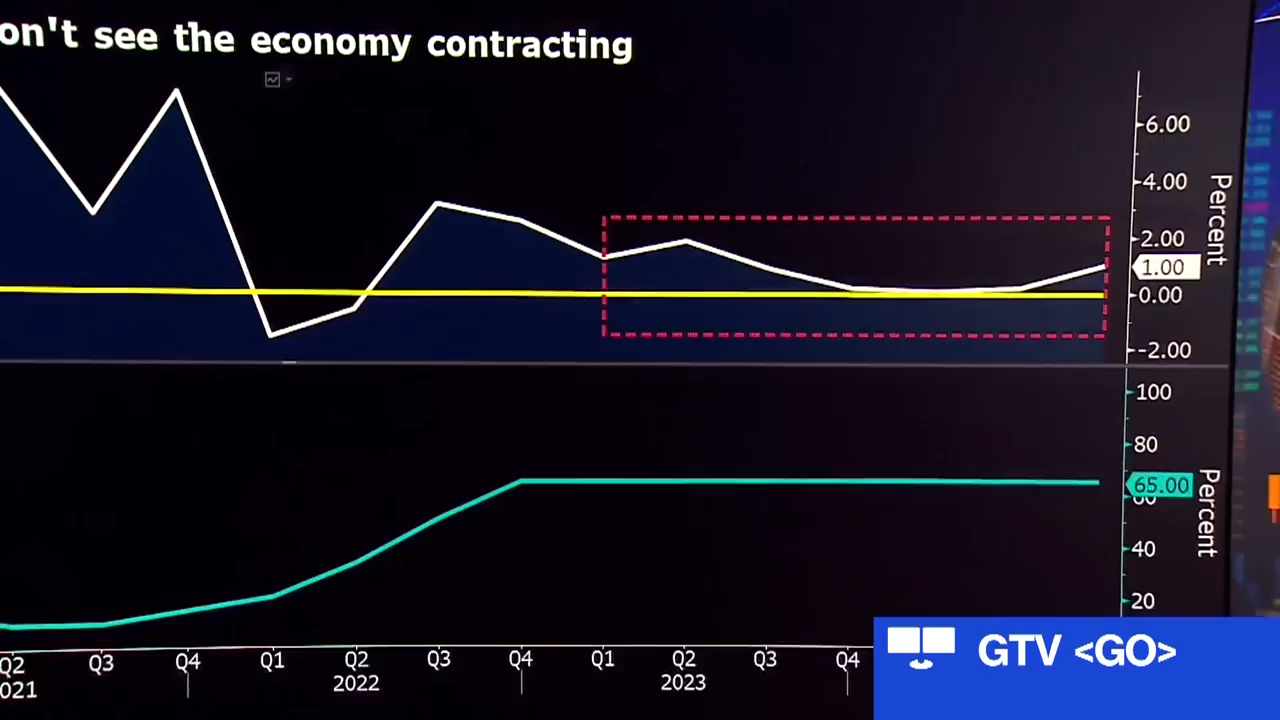 on't see the economy contracting
6.00
4.00
2.00
1.00
0.00
-2.00
Percent
100
80
65.00
60
40
20
Percent
Q2 Q3 Q4 Q1 Q2 Q3 Q4 Q1 Q2 Q3 Q4
021 2022 2023
GTV <GO>